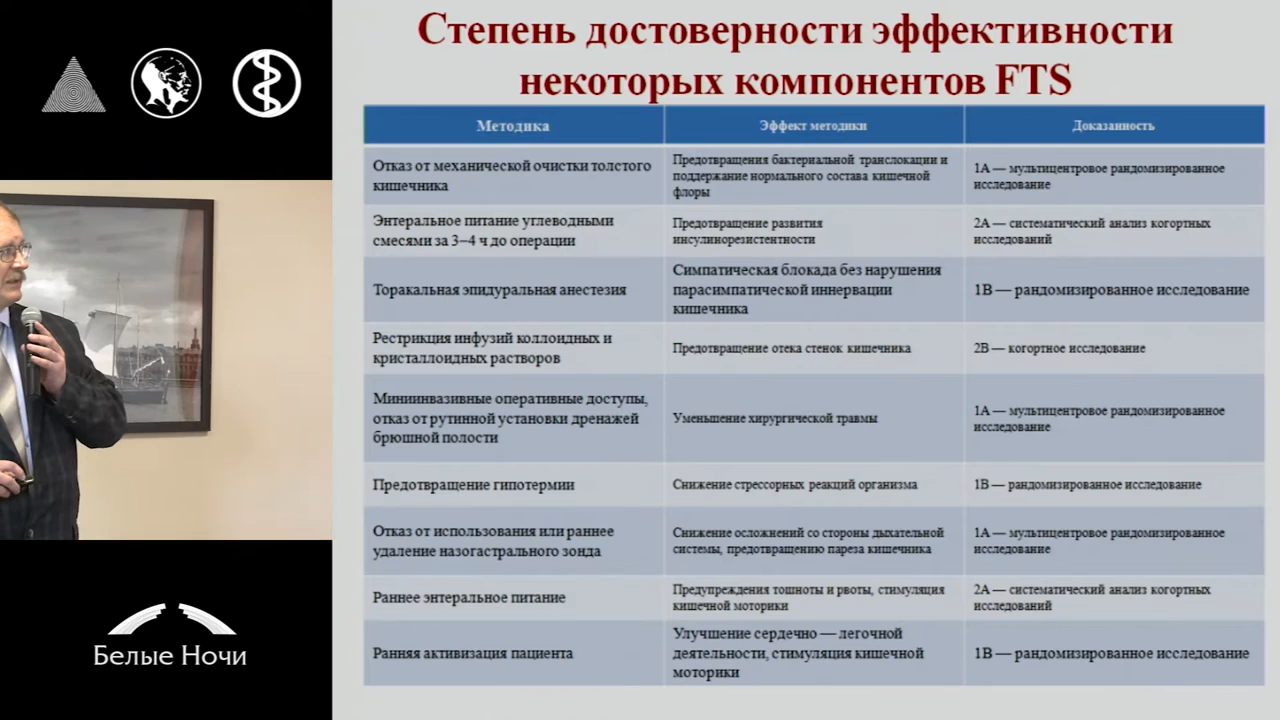 Степень достоверности эффективности
некоторых компонентов FTS
Методика
Эффект методики
Доказанность
Отказ от механической очистки толстого
кишечника
Предотвращения бактериальной транслокации и
поддержание нормального состава кишечной
флоры
1А — мультицентровое рандомизированное
исследование
Энтеральное питание углеводными
смесями за 3–4 ч до операции
Предотвращение развития
инсулинорезистентности
2А — систематический анализ когортных
исследований
Торакальная эпидуральная анестезия
Симпатическая блокада без нарушения
парасимпатической иннервации
кишечника
1В — рандомизированное исследование
Рестрикция инфузий коллоидных и
кристаллоидных растворов
Предотвращение отека стенок кишечника
2В — когортное исследование
Миниинвазивные оперативные доступы,
отказ от рутинной установки дренажей
брюшной полости
Уменьшение хирургической травмы
1А — мультицентровое рандомизированное
исследование
Предотвращение гипотермии
Снижение стрессорных реакций организма
1В — рандомизированное исследование
Отказ от использования или раннее
удаление назогастрального зонда
Снижение осложнений со стороны дыхательной
системы, предотвращению пареза кишечника
1А — мультицентровое рандомизированное
исследование
Раннее энтеральное питание
Предупреждения тошноты и рвоты, стимуляция
кишечной моторики
2А — систематический анализ когортных
исследований
Ранняя активизация пациента
Улучшение сердечно — легочной
деятельности, стимуляция кишечной
моторики
1В — рандомизированное исследование
Белые Ночи